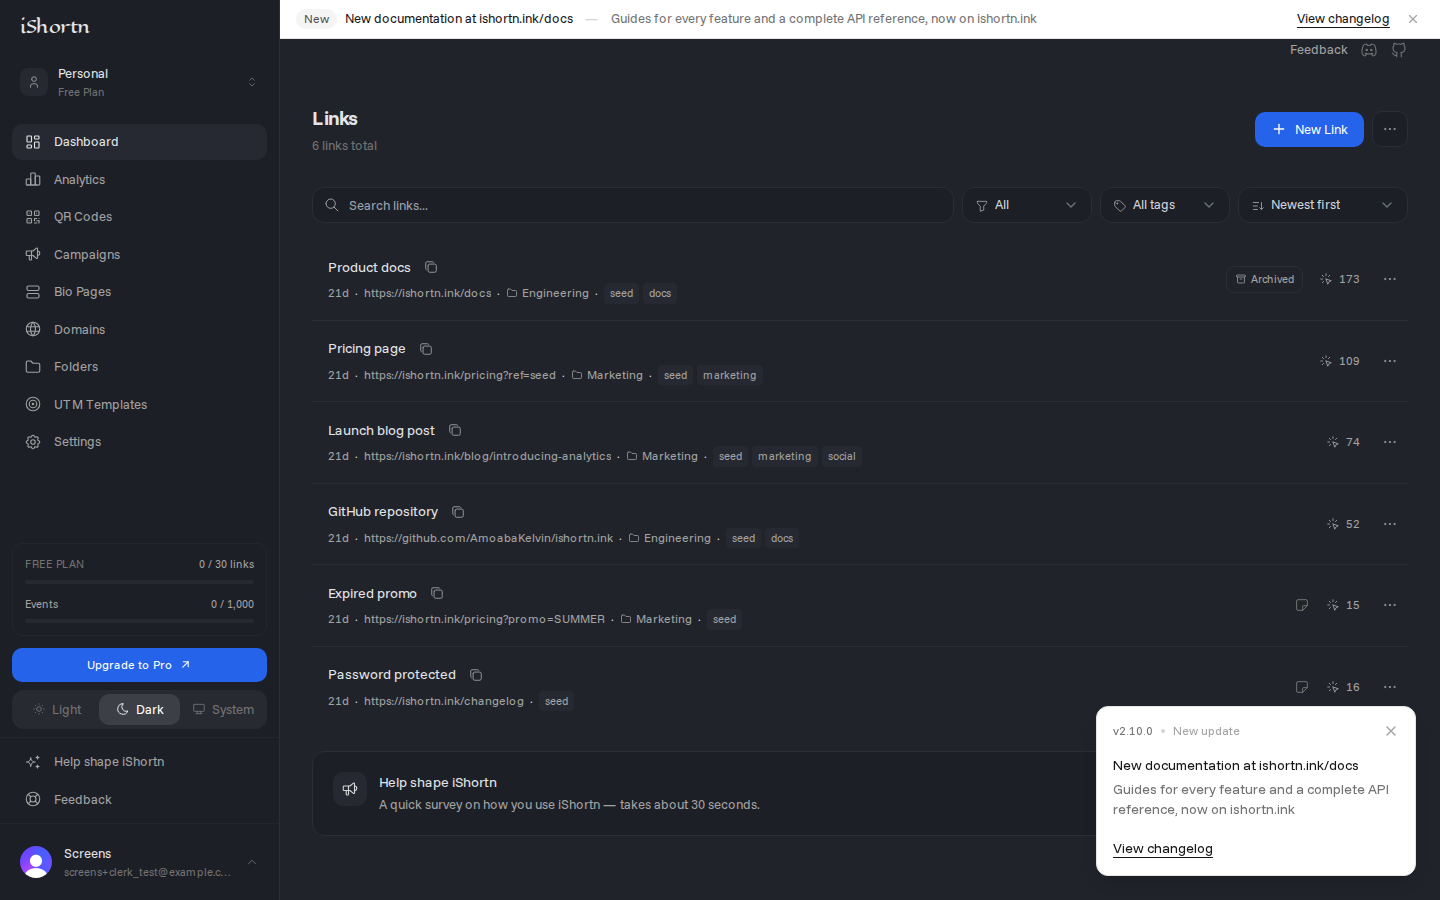 iShortn
Personal
Free Plan
Dashboard
Analytics
QR Codes
Campaigns
Bio Pages
Domains
Folders
UTM Templates
Settings
FREE PLAN 0 / 30 links
Events 0 / 1,000
Upgrade to Pro
Light Dark System
Help shape iShortn
Feedback
Screens
screens+clerk_test@example.c...
New New documentation at ishortn.ink/docs — Guides for every feature and a complete API reference, now on ishortn.ink View changelog
Feedback
Links
6 links total
New Link
Search links...
All
All tags
Newest first
Product docs
21d · https://ishortn.ink/docs · Engineering · seed docs
Archived 173
Pricing page
21d · https://ishortn.ink/pricing?ref=seed · Marketing · seed marketing
109
Launch blog post
21d · https://ishortn.ink/blog/introducing-analytics · Marketing · seed marketing social
74
GitHub repository
21d · https://github.com/AmoabaKelvin/ishortn.ink · Engineering · seed docs
52
Expired promo
21d · https://ishortn.ink/pricing?promo=SUMMER · Marketing · seed
15
Password protected
21d · https://ishortn.ink/changelog · seed
16
Help shape iShortn
A quick survey on how you use iShortn — takes about 30 seconds.
v2.10.0 • New update
New documentation at ishortn.ink/docs
Guides for every feature and a complete API
reference, now on ishortn.ink
View changelog